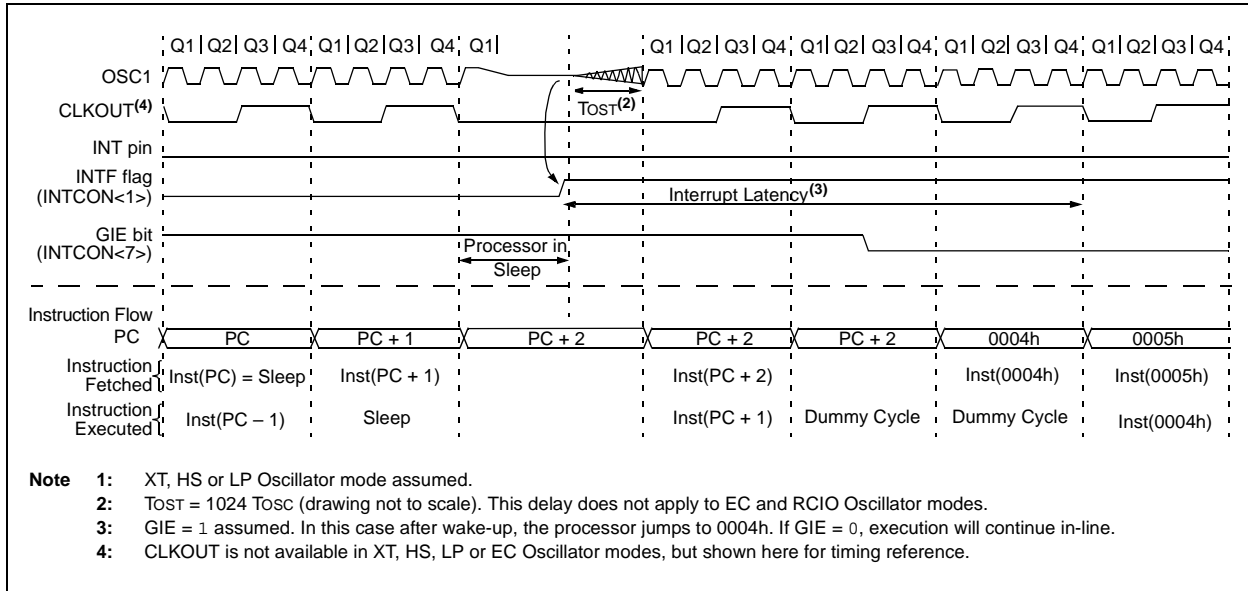 Q1 Q2 Q3 Q4 Q1 Q2 Q3 Q4 Q1 Q1 Q2 Q3 Q4 Q1 Q2 Q3 Q4 Q1 Q2 Q3 Q4 Q1 Q2 Q3 Q4
OSC1
CLKOUT(4)
TOST(2)
INT pin
INTF flag
(INTCON<1>)
Interrupt Latency(3)
GIE bit
(INTCON<7>)
Processor in
Sleep
Instruction Flow
PC PC PC + 1 PC + 2 PC + 2 PC + 2 0004h 0005h
Instruction
Fetched
Inst(PC) = Sleep Inst(PC + 1) Inst(PC + 2) Inst(0004h) Inst(0005h)
Instruction
Executed
Inst(PC – 1) Sleep Inst(PC + 1) Dummy Cycle Dummy Cycle Inst(0004h)
Note 1: XT, HS or LP Oscillator mode assumed.
2: TOST = 1024 TOSC (drawing not to scale). This delay does not apply to EC and RCIO Oscillator modes.
3: GIE = 1 assumed. In this case after wake-up, the processor jumps to 0004h. If GIE = 0, execution will continue in-line.
4: CLKOUT is not available in XT, HS, LP or EC Oscillator modes, but shown here for timing reference.